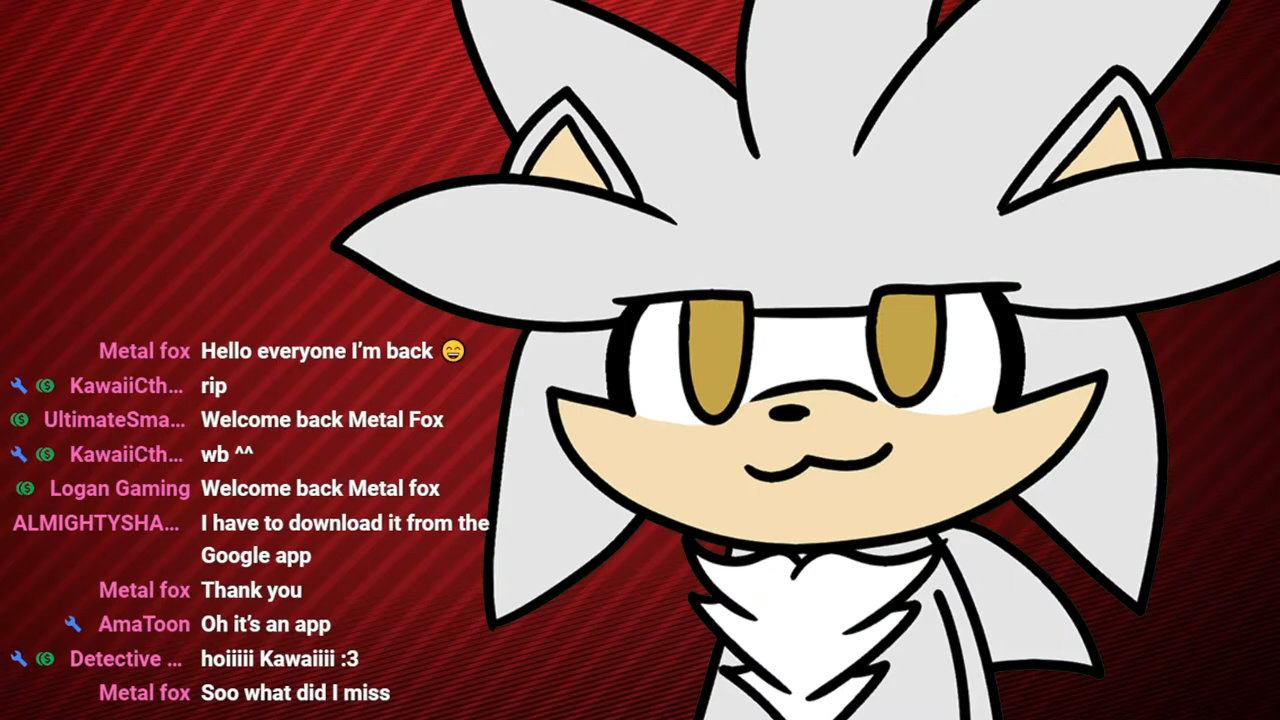 Metal fox Hello everyone I’m back 😄
KawaiiCth... rip
UltimateSma... Welcome back Metal Fox
KawaiiCth... wb ^^
Logan Gaming Welcome back Metal fox
ALMIGHTYSHA... I have to download it from the
Google app
Metal fox Thank you
AmaToon Oh it’s an app
Detective ... hoiiiii Kawaiiii :3
Metal fox Soo what did I miss